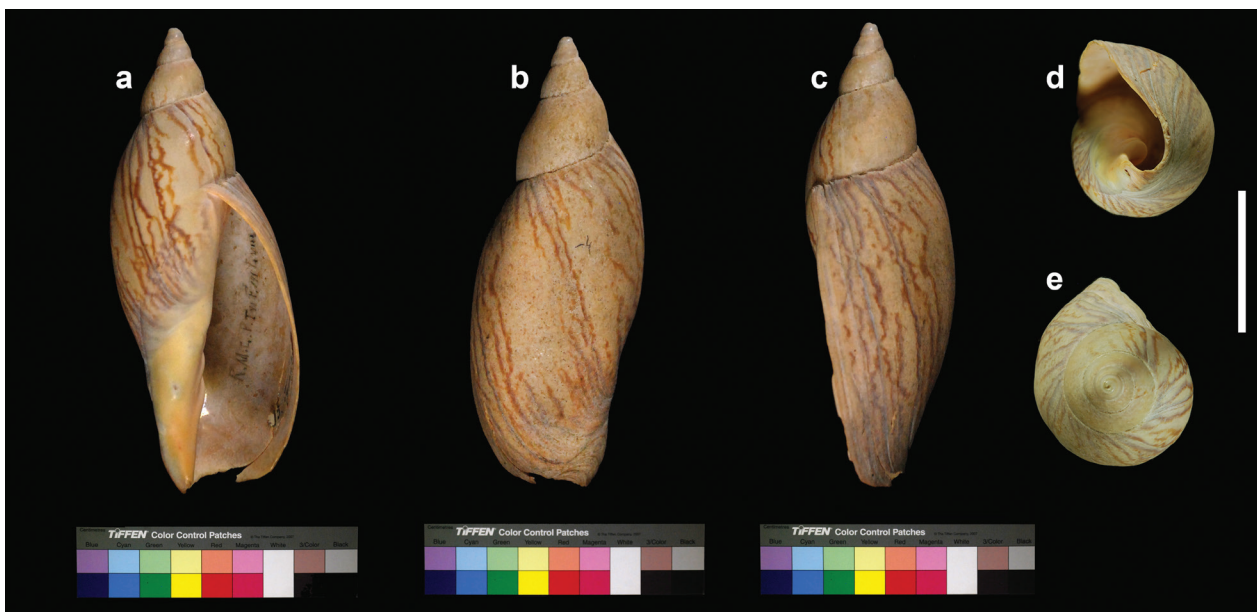 a
b
c
d
e
TIFFEN Color Control Patches
Blue Cyan Green Yellow Red Magenta White 3/Color Black
TIFFEN Color Control Patches
Blue Cyan Green Yellow Red Magenta White 3/Color Black
TIFFEN Color Control Patches
Blue Cyan Green Yellow Red Magenta White 3/Color Black